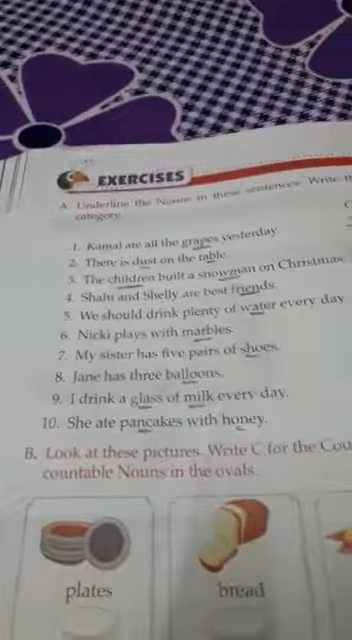 EXERCISES
A. Underline the Nouns in these sentences. Write
category.
1. Kamal ate all the grapes yesterday.
2. There is dust on the table.
3. The children built a snowman on Christmas
4. Shalu and Shelly are best friends.
5. We should drink plenty of water every day
6. Nicki plays with marbles.
7. My sister has five pairs of shoes.
8. Jane has three balloons.
9. I drink a glass of milk every day.
10. She ate pancakes with honey.
B. Look at these pictures. Write C for the Cou
countable Nouns in the ovals.
plates
bread